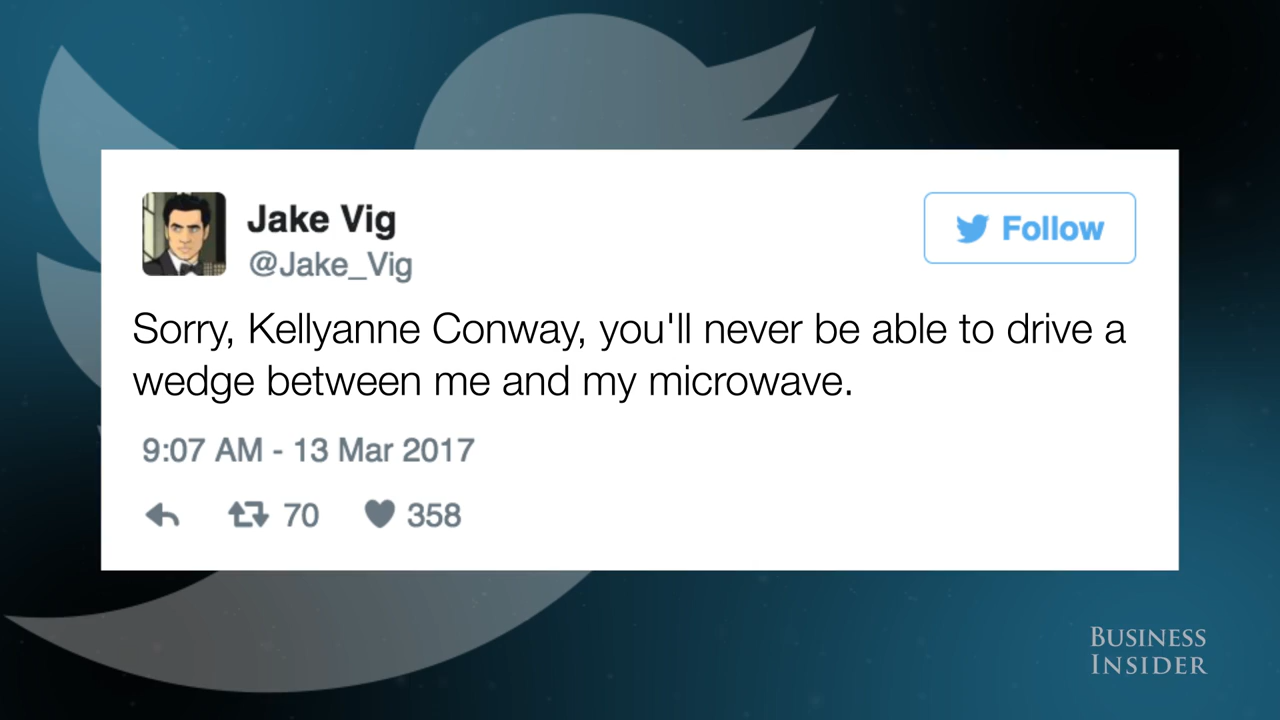 Jake Vig
@Jake_Vig
Follow
Sorry, Kellyanne Conway, you'll never be able to drive a
wedge between me and my microwave.
9:07 AM - 13 Mar 2017
70 358
BUSINESS
INSIDER